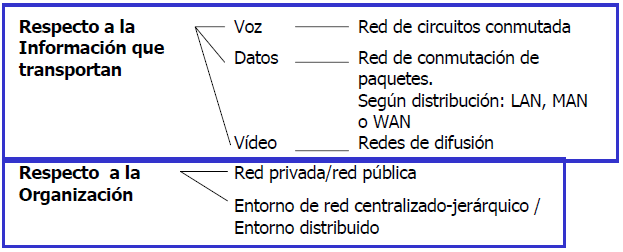 Respecto a la
Información que
transportan
Voz
Red de circuitos conmutada
Datos
Red de conmutación de
paquetes.
Según distribución: LAN, MAN
o WAN
Vídeo
Redes de difusión
Respecto a la
Organización
Red privada/red pública
Entorno de red centralizado-jerárquico /
Entorno distribuido